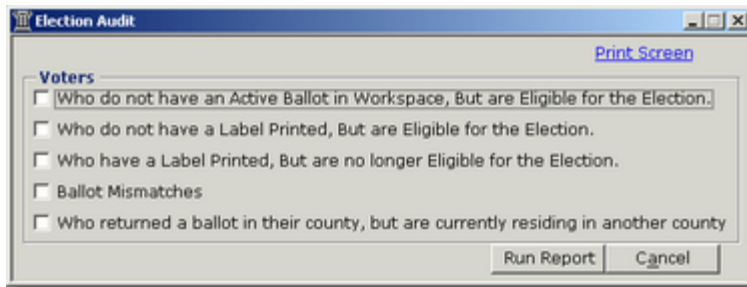 Election Audit
Print Screen
Voters
Who do not have an Active Ballot in Workspace, But are Eligible for the Election.
Who do not have a Label Printed, But are Eligible for the Election.
Who have a Label Printed, But are no longer Eligible for the Election.
Ballot Mismatches
Who returned a ballot in their county, but are currently residing in another county
Run Report Cancel